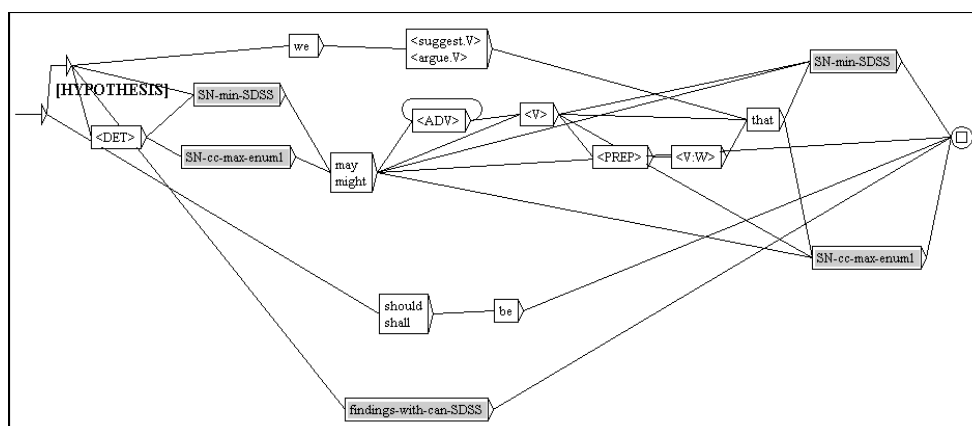 we
<suggest.V>
<argue.V>
[HYPOTHESIS]
SN-min-SDSS
SN-min-SDSS
<ADV>
<V>
that
<DET>
SN-cc-max-enum1
may
might
<PREP>
<V:W>
SN-cc-max-enum1
should
shall
be
findings-with-can-SDSS